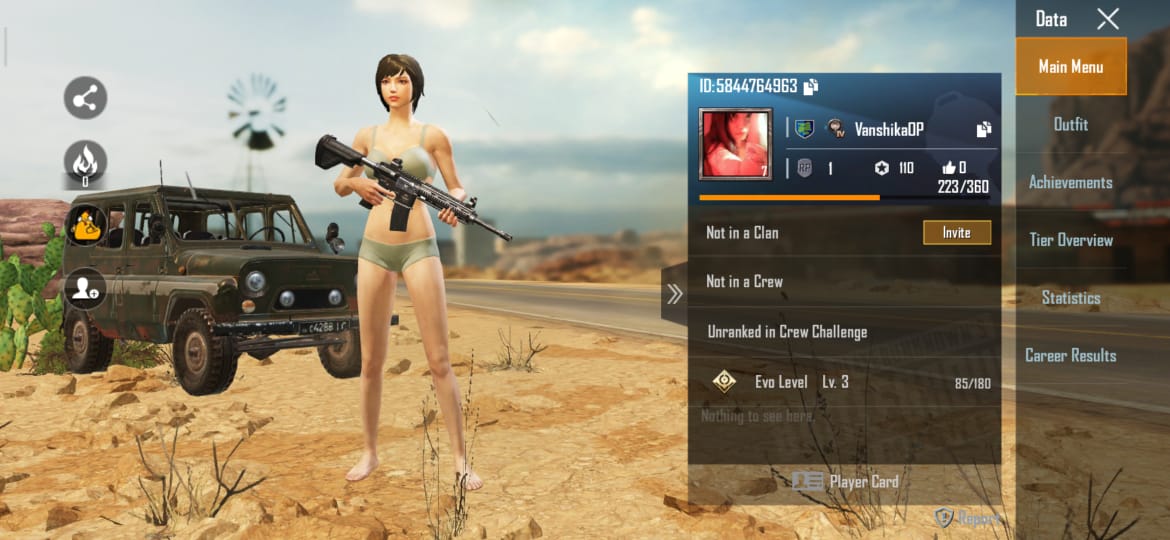 0
ID:5844764963
7
IV
VanshikaOP
RP
1
110
0
223/360
Not in a Clan
Invite
Not in a Crew
Unranked in Crew Challenge
Evo Level Lv. 3
85/180
Nothing to see here.
Player Card
Report
Data
Main Menu
Outfit
Achievements
Tier Overview
Statistics
Career Results